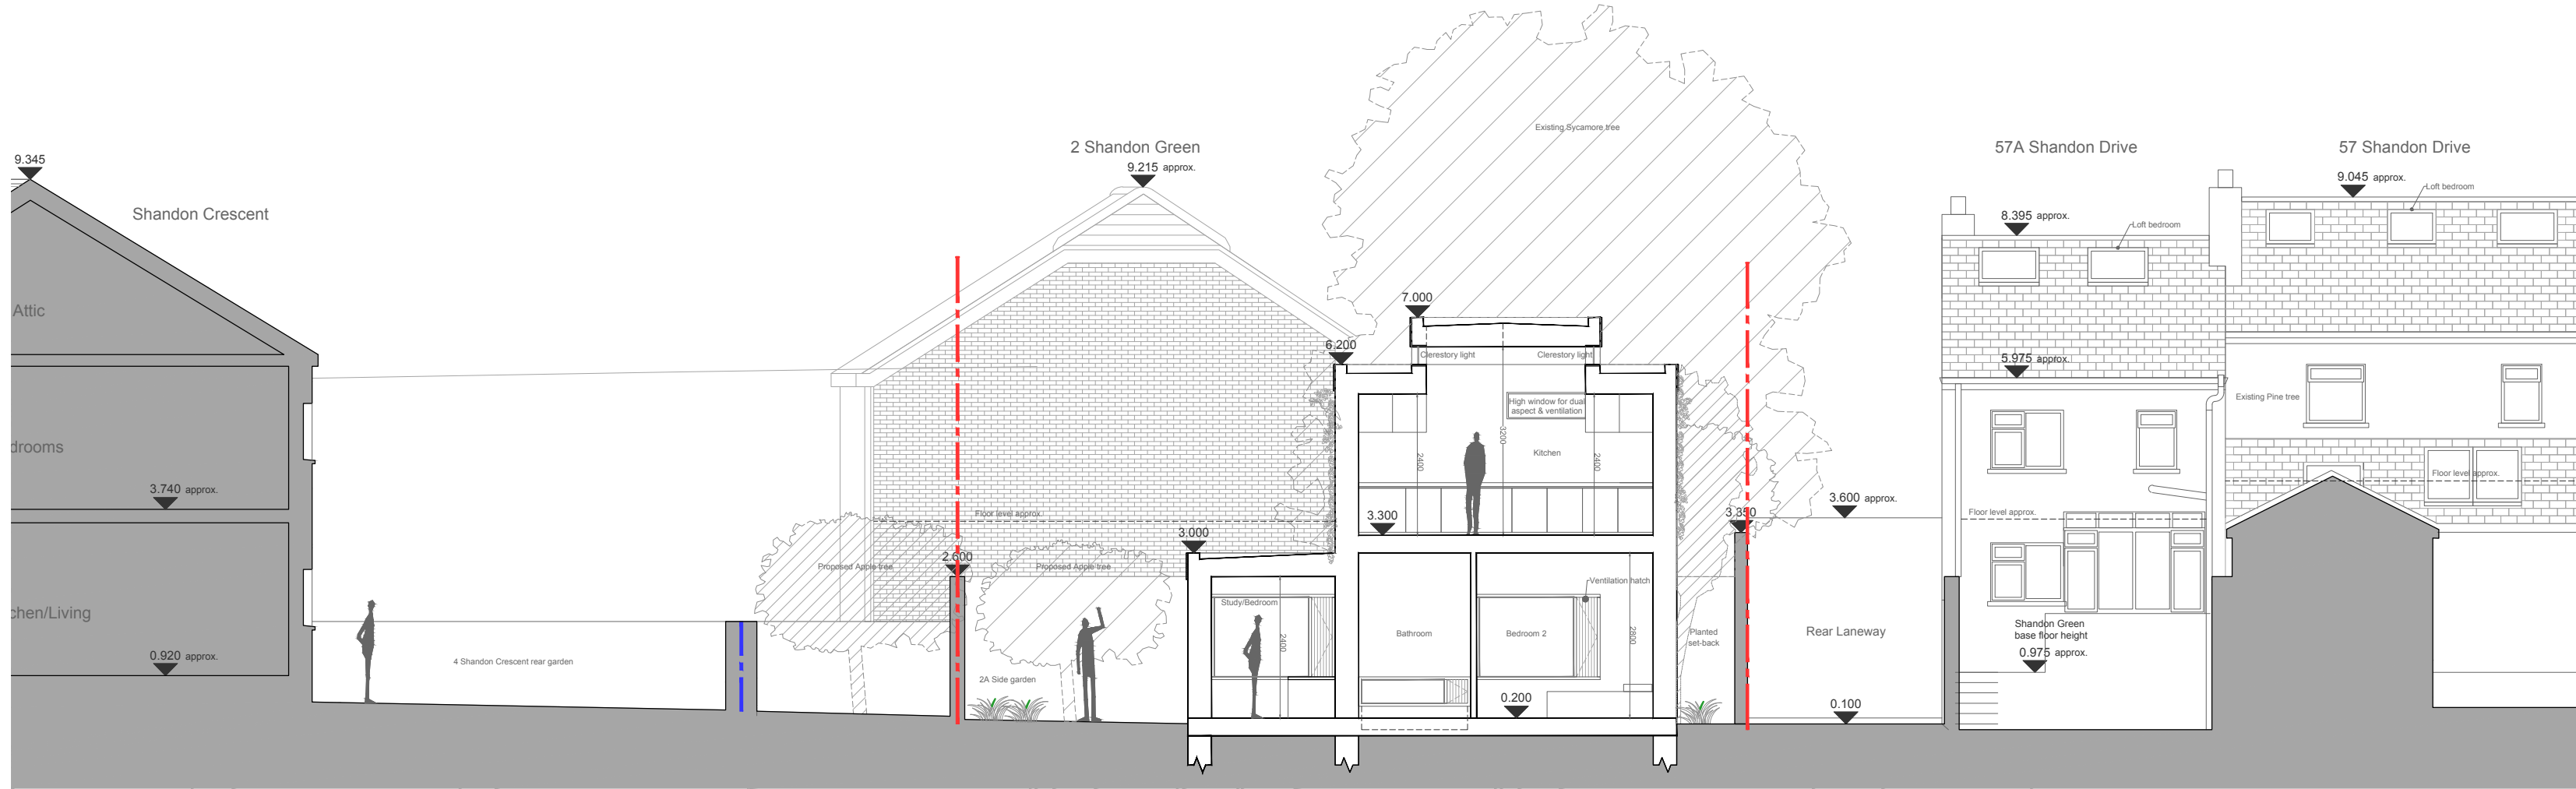 9.345
Shandon Crescent
Attic
drooms
3.740 approx.
chen/Living
0.920 approx.
4 Shandon Crescent rear garden
2 Shandon Green
9.215 approx.
Floor level approx.
Proposed Apple tree
2.600
Proposed Apple tree
2A Side garden
3.000
Study/Bedroom
2400
Existing Sycamore tree
7.000
6.200
Clerestory light
Clerestory light
High window for dual
aspect & ventilation
3200
2400
2400
Kitchen
3.300
Ventilation hatch
Bathroom
Bedroom 2
2800
0.200
Planted
set-back
3.350
3.600 approx.
Rear Laneway
0.100
57A Shandon Drive
8.395 approx.
Loft bedroom
5.975 approx.
Floor level approx.
Shandon Green
base floor height
0.975 approx.
57 Shandon Drive
9.045 approx.
Loft bedroom
Existing Pine tree
Floor level approx.